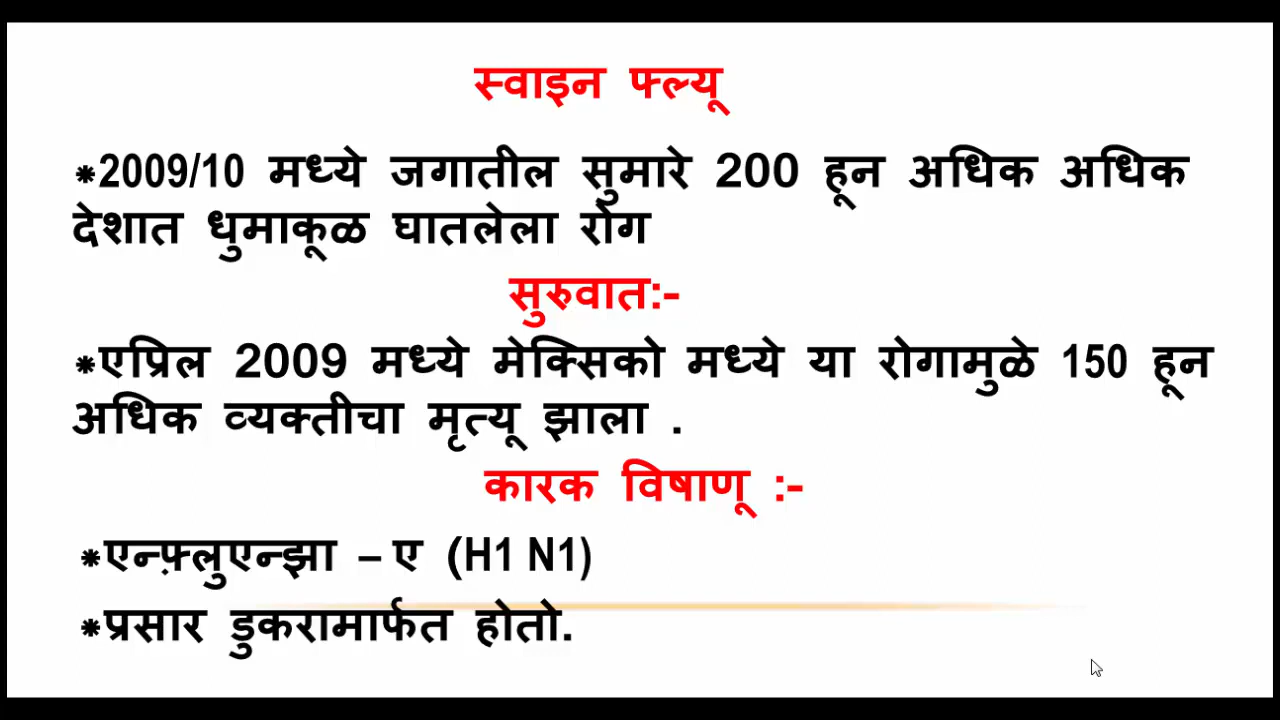 स्वाइन फ्ल्यू
*2009/10 मध्ये जगातील सुमारे 200 हून अधिक अधिक
देशात धुमाकूळ घातलेला रोग
सुरुवात:-
*एप्रिल 2009 मध्ये मेक्सिको मध्ये या रोगामुळे 150 हून
अधिक व्यक्तीचा मृत्यू झाला .
कारक विषाणू :-
*एन्फ़्लुएन्झा – ए (H1 N1)
*प्रसार डुकरामार्फत होतो.